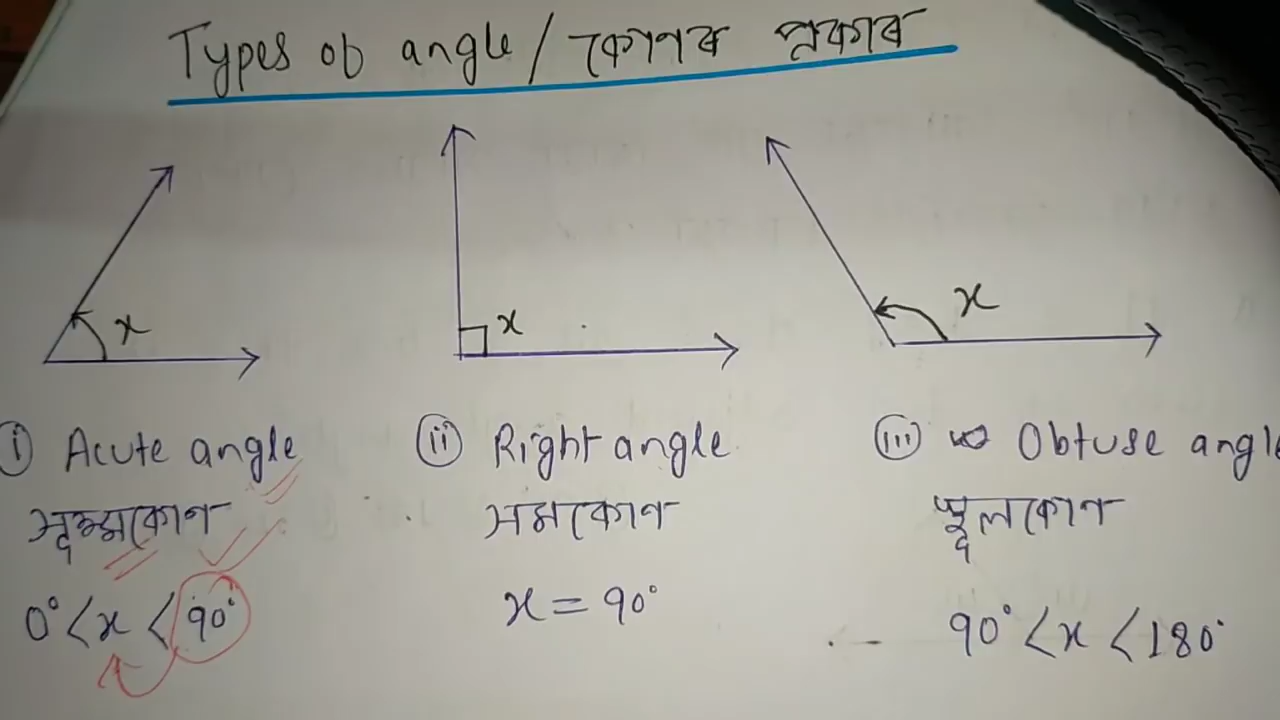 Types of angle / কোণৰ প্ৰকাৰ
x
x
x
(i) Acute angle
সূক্ষ্মকোণ
0° < x < 90°
(ii) Right angle
সমকোণ
x = 90°
(iii) Obtuse angle
স্থূলকোণ
90° < x < 180°